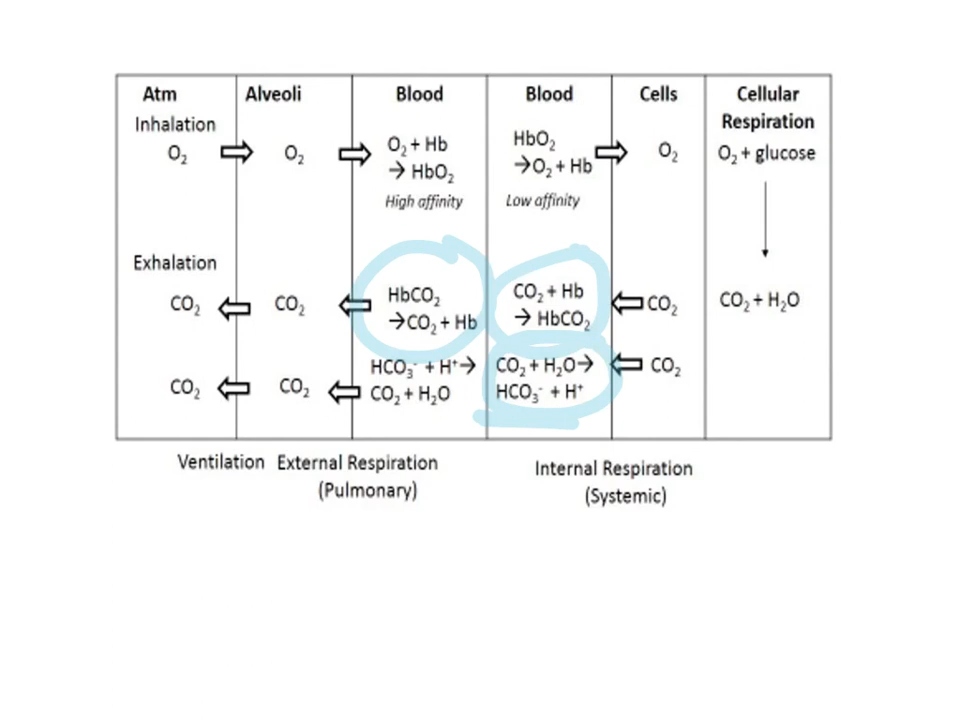 Atm Alveoli Blood Blood Cells Cellular
Respiration
Inhalation
O₂ O₂ O₂ + Hb HbO₂ O₂ O₂ + glucose
→ HbO₂ →O₂ + Hb
High affinity Low affinity
Exhalation
CO₂ CO₂ HbCO₂ CO₂ + Hb CO₂ CO₂ + H₂O
→CO₂ + Hb → HbCO₂
HCO₃⁻ + H⁺→ CO₂ + H₂O→ CO₂
CO₂ CO₂ CO₂ + H₂O HCO₃⁻ + H⁺
Ventilation External Respiration Internal Respiration
(Pulmonary) (Systemic)